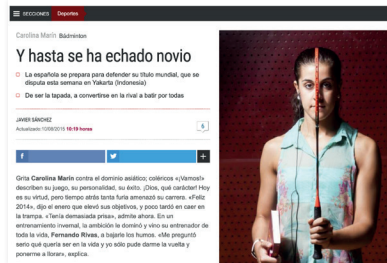 SECCIONES Deportes
Carolina Marín Bádminton
Y hasta se ha echado novio
La española se prepara para defender su título mundial, que se
disputa esta semana en Yakarta (Indonesia)
De ser la tapada, a convertirse en la rival a batir por todas
JAVIER SÁNCHEZ
Actualizado 10/08/2015 10:19 horas
6
f
+
Grita Carolina Marín contra el dominio asiático; coléricos «¡Vamos!»
describen su juego, su personalidad, su éxito. ¡Dios, qué carácter! Hoy
es su virtud, pero tiempo atrás tanta furia amenazó su carrera. «Feliz
2014», dijo el enero que elevó sus objetivos, y poco tardó en caer en
la trampa. «Tenía demasiada prisa», admite ahora. En un
entrenamiento invernal, la ambición le dominó y vino su entrenador de
toda la vida, Fernando Rivas, a bajarle los humos. «Me preguntó
serio qué quería ser en la vida y yo sólo pude darme la vuelta y
ponerme a llorar», explica.